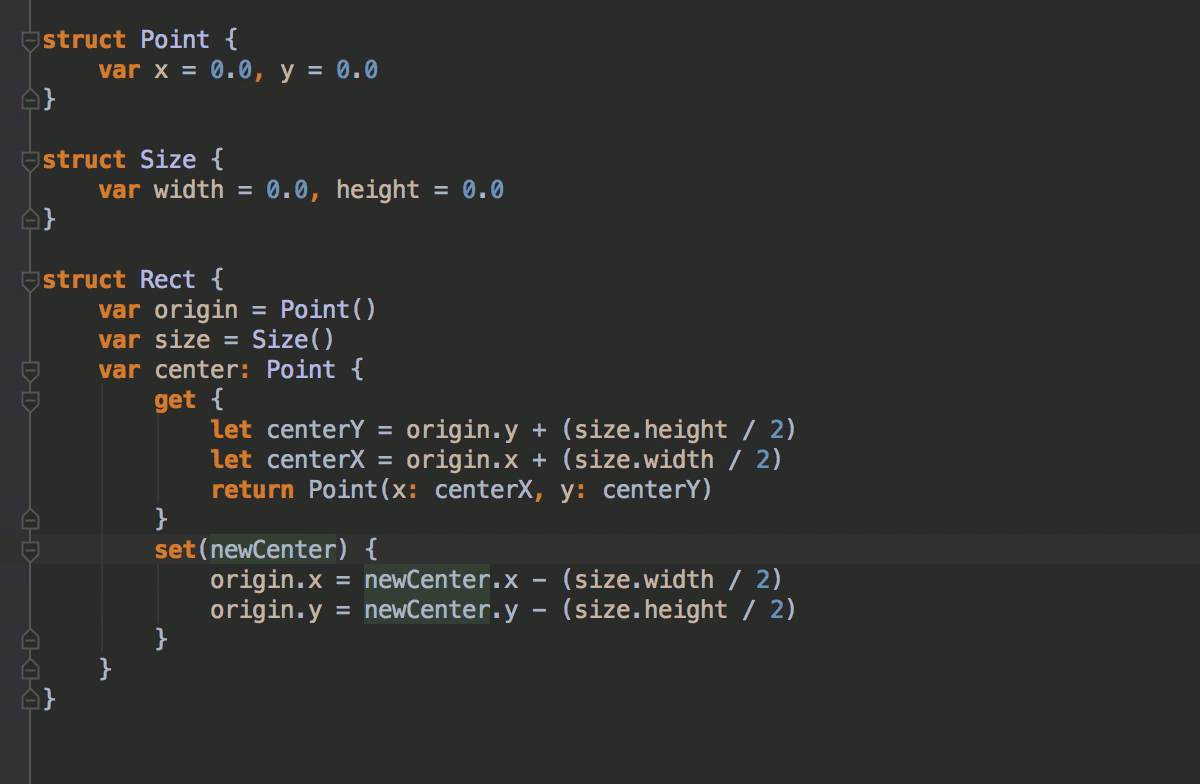 struct Point {
    var x = 0.0, y = 0.0
}

struct Size {
    var width = 0.0, height = 0.0
}

struct Rect {
    var origin = Point()
    var size = Size()
    var center: Point {
        get {
            let centerY = origin.y + (size.height / 2)
            let centerX = origin.x + (size.width / 2)
            return Point(x: centerX, y: centerY)
        }
        set(newCenter) {
            origin.x = newCenter.x - (size.width / 2)
            origin.y = newCenter.y - (size.height / 2)
        }
    }
}